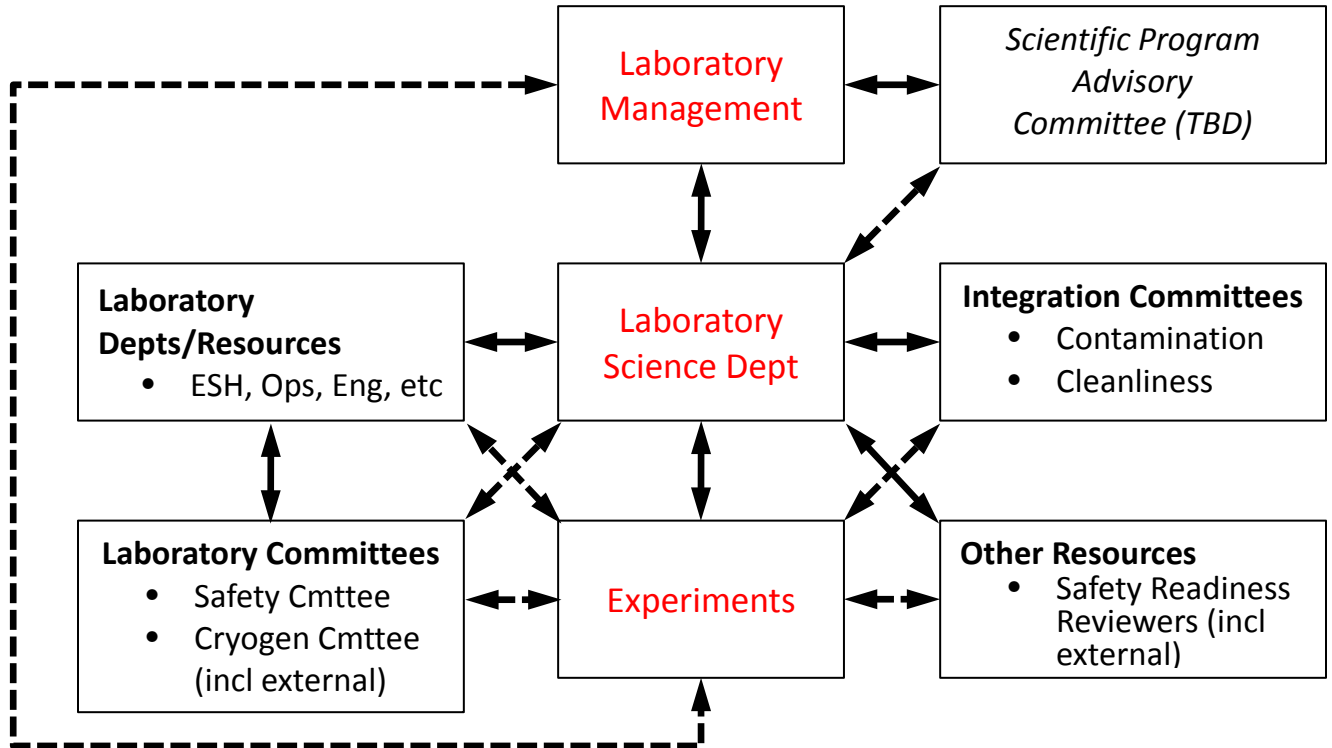 Laboratory
Management
Scientific Program
Advisory
Committee (TBD)
Laboratory
Depts/Resources
• ESH, Ops, Eng, etc
Laboratory
Science Dept
Integration Committees
• Contamination
• Cleanliness
Laboratory Committees
• Safety Cmttee
• Cryogen Cmttee
(incl external)
Experiments
Other Resources
• Safety Readiness
Reviewers (incl
external)